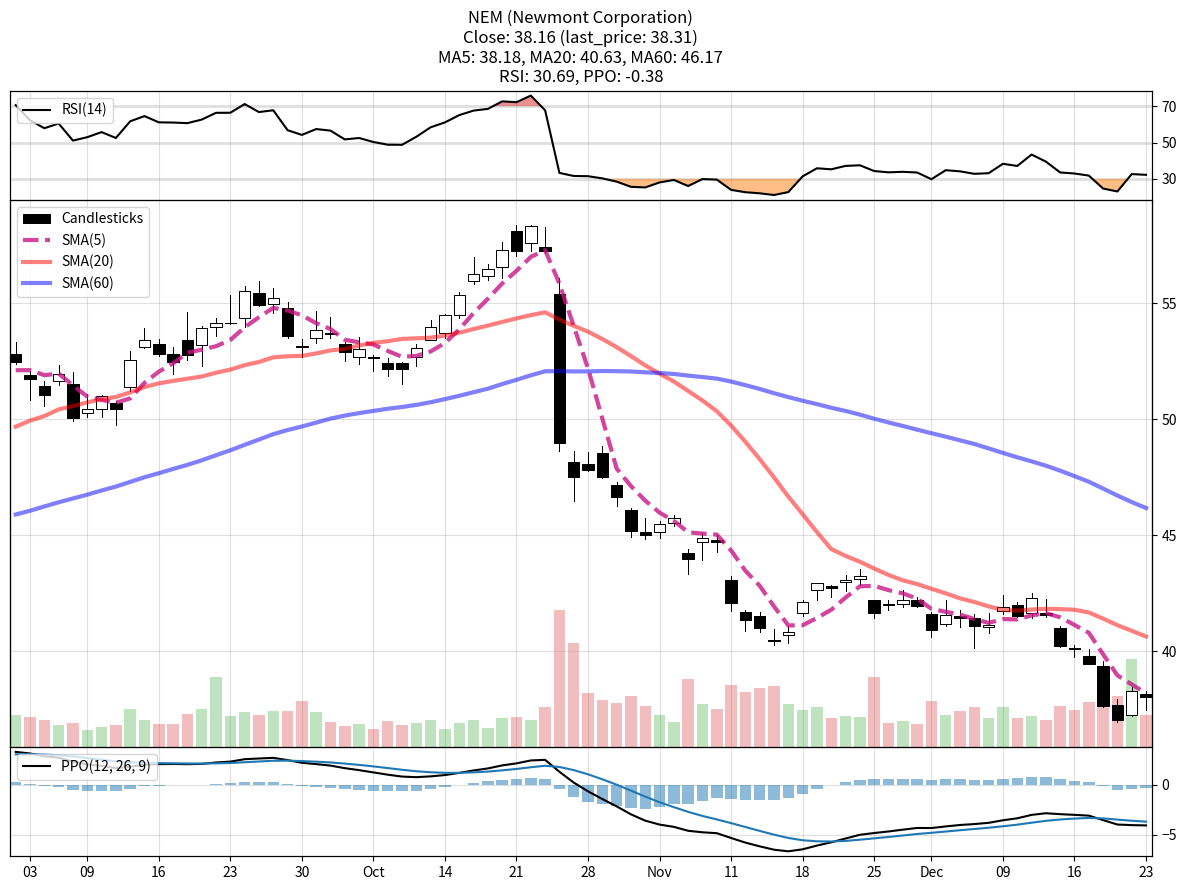 NEM (Newmont Corporation)
Close: 38.16 (last_price: 38.31)
MA5: 38.18, MA20: 40.63, MA60: 46.17
RSI: 30.69, PPO: -0.38
RSI(14)
70
50
30
Candlesticks
SMA(5)
SMA(20)
SMA(60)
55
50
45
40
PPO(12,26,9)
0
−5
03 09 16 23 30 Oct 14 21 28 Nov 11 18 25 Dec 09 16 23